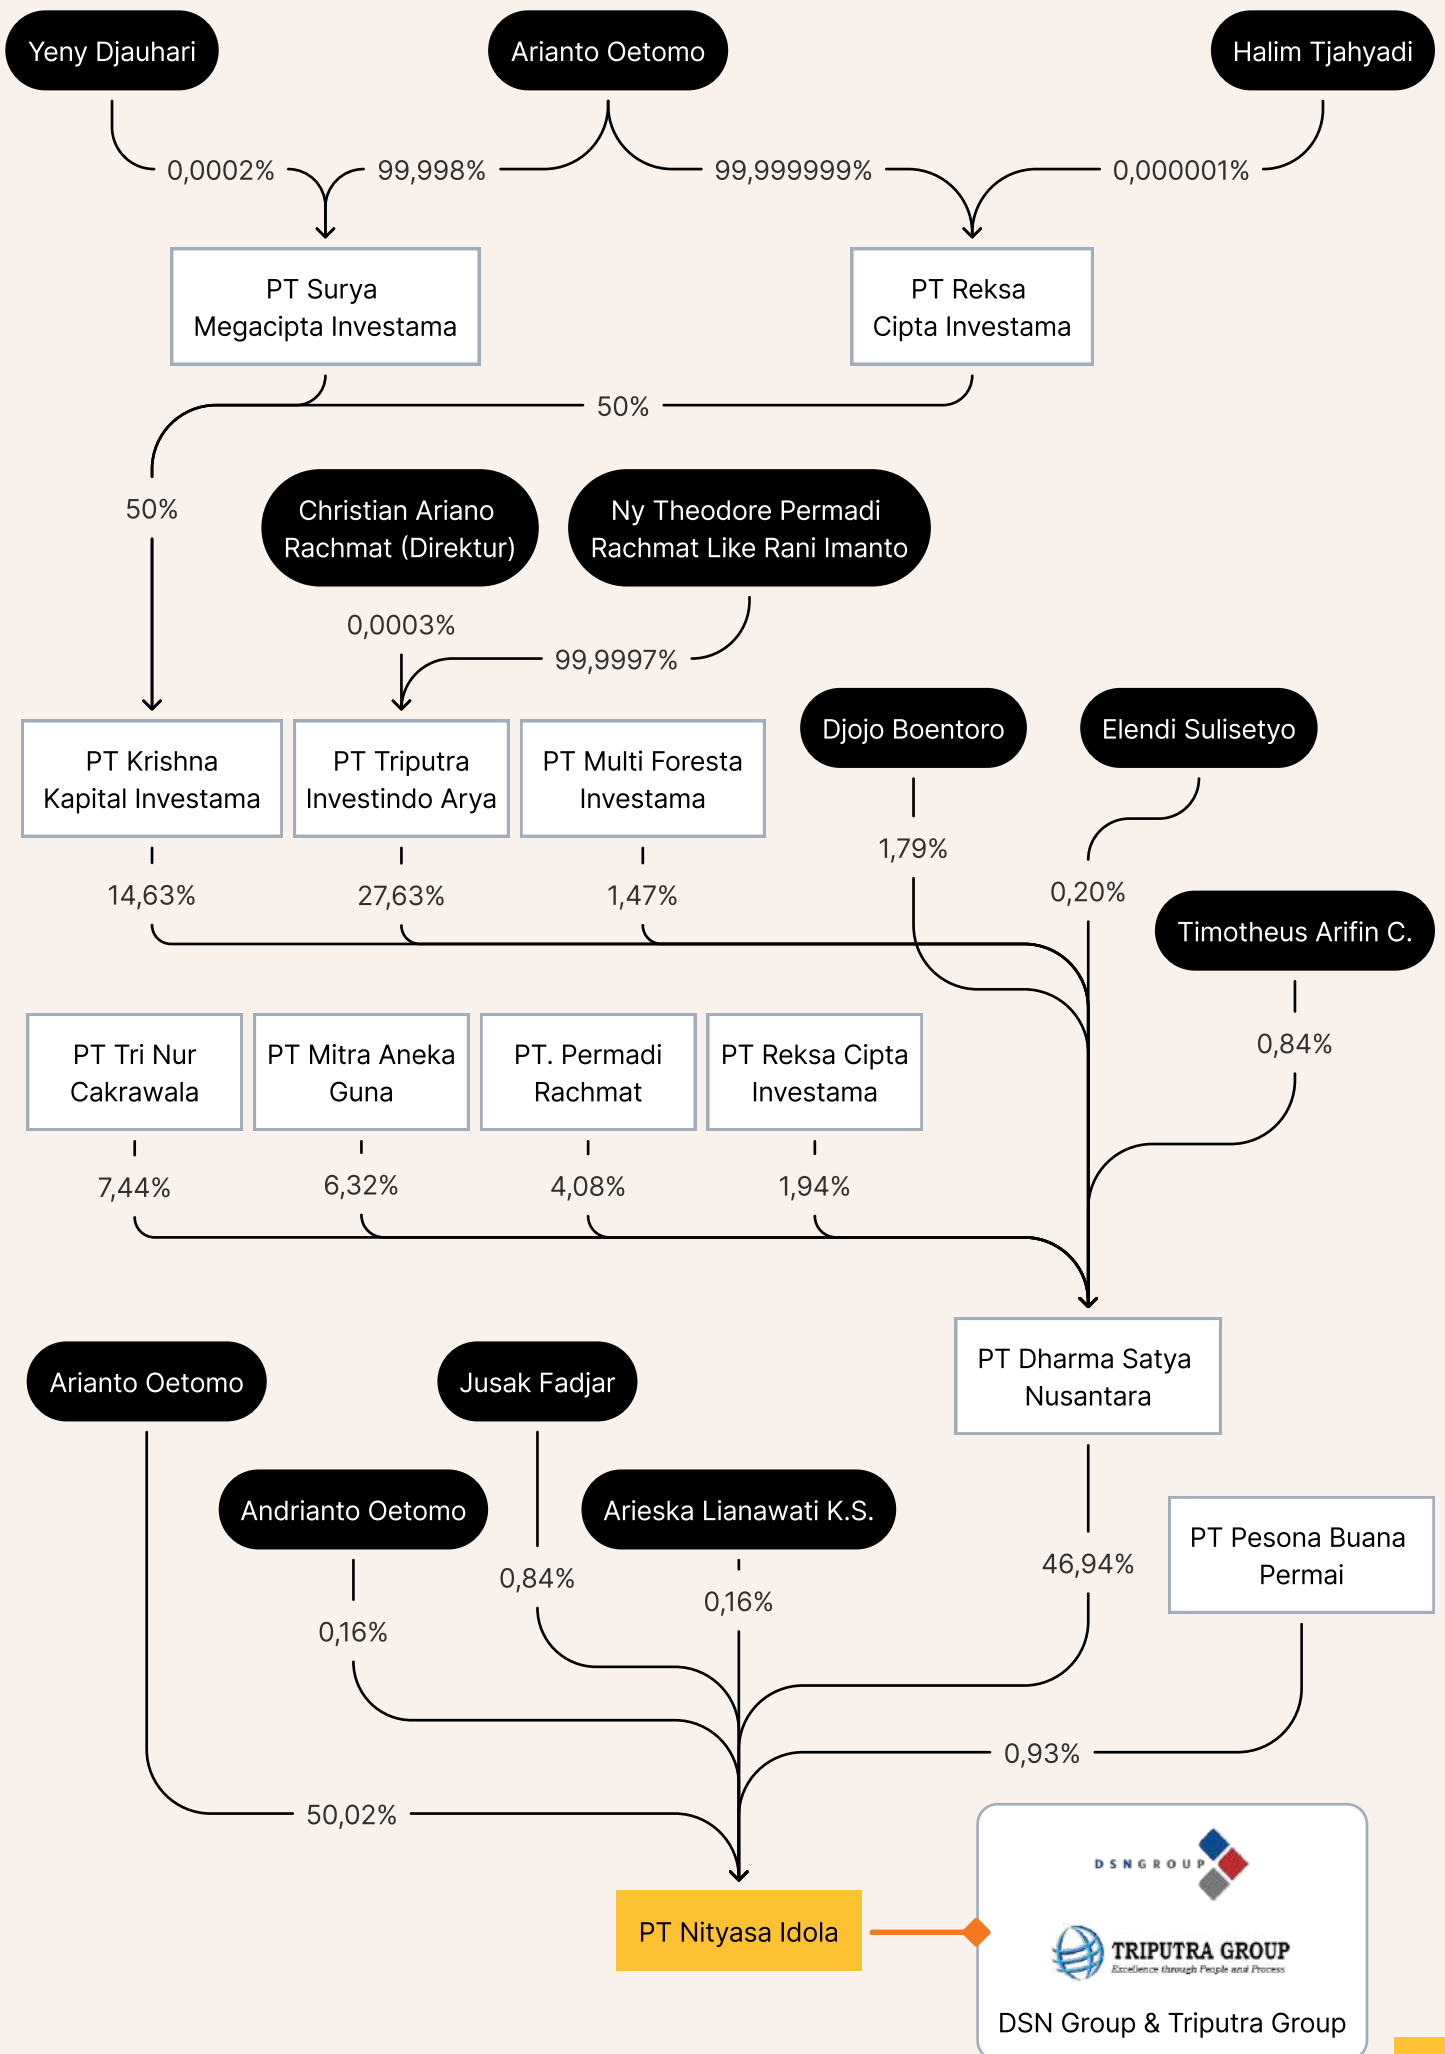 Yeny Djauhari
Arianto Oetomo
Halim Tjahyadi
0,0002%
99,998%
99,999999%
0,000001%
PT Surya
Megacipta Investama
PT Reksa
Cipta Investama
50%
50%
Christian Ariano
Rachmat (Direktur)
Ny Theodore Permadi
Rachmat Like Rani Imanto
0,0003%
99,9997%
Djojo Boentoro
Elendi Sulisetyo
PT Krishna
Kapital Investama
PT Triputra
Investindo Arya
PT Multi Foresta
Investama
1,79%
14,63%
27,63%
1,47%
0,20%
Timotheus Arifin C.
0,84%
PT Tri Nur
Cakrawala
PT Mitra Aneka
Guna
PT. Permadi
Rachmat
PT Reksa Cipta
Investama
7,44%
6,32%
4,08%
1,94%
PT Dharma Satya
Nusantara
Arianto Oetomo
Jusak Fadjar
Andrianto Oetomo
Arieska Lianawati K.S.
PT Pesona Buana
Permai
46,94%
0,84%
0,16%
0,16%
0,93%
50,02%
DSNGROUP
PT Nityasa Idola
TRIPUTRA GROUP
Excellence through People and Process
DSN Group & Triputra Group